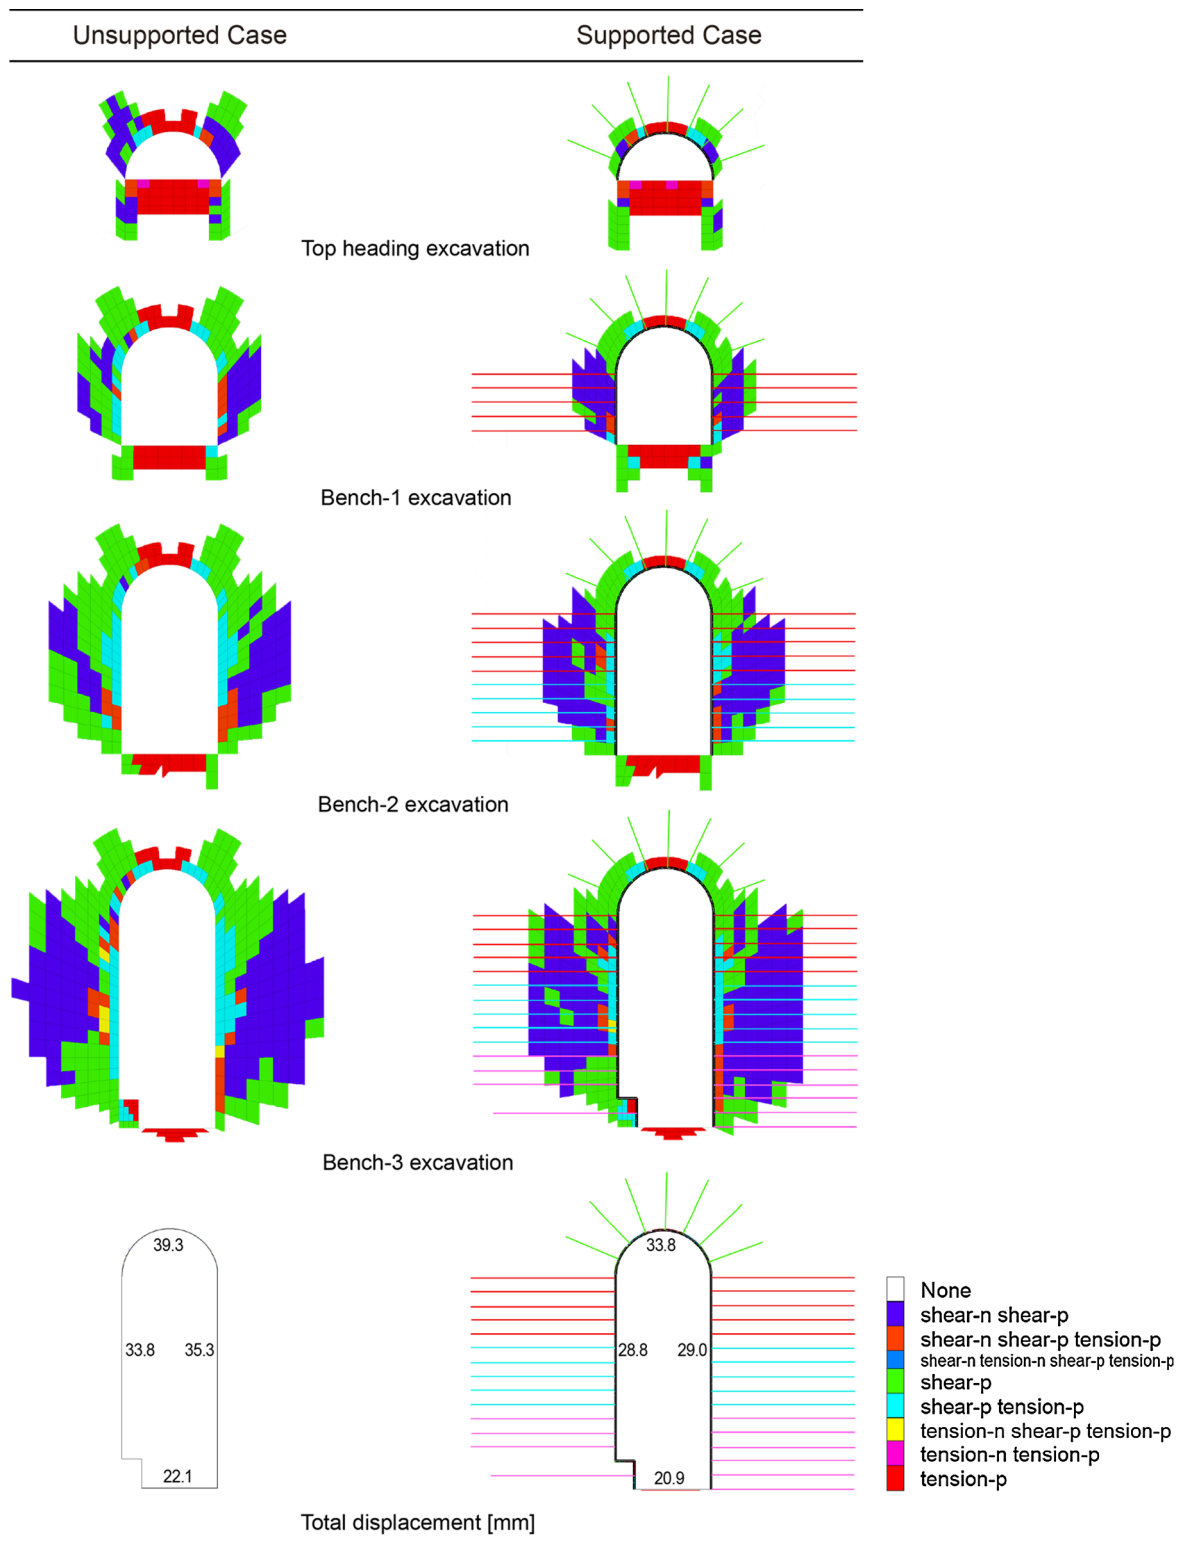 Unsupported Case
Supported Case
Top heading excavation
Bench-1 excavation
Bench-2 excavation
Bench-3 excavation
39.3
33.8
33.8
35.3
28.8
29.0
22.1
20.9
None
shear-n shear-p
shear-n shear-p tension-p
shear-n tension-n shear-p tension-p
shear-p
shear-p tension-p
tension-n shear-p tension-p
tension-n tension-p
tension-p
Total displacement [mm]